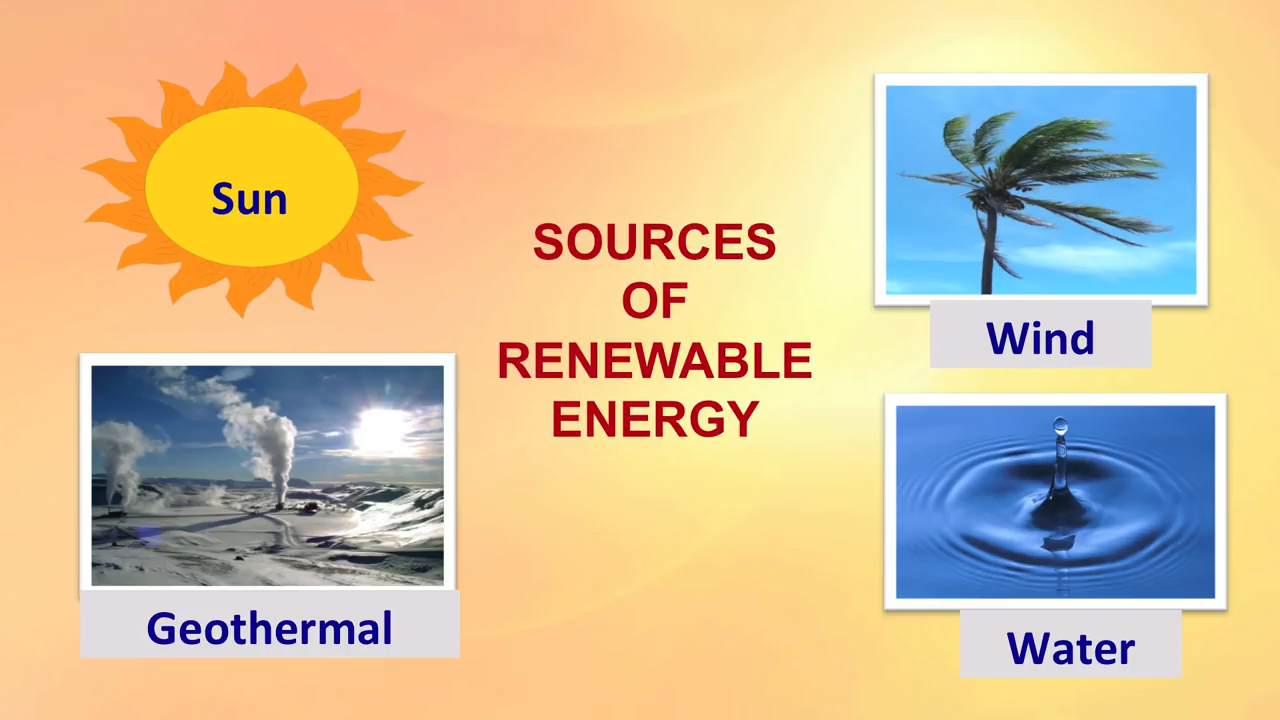 Sun
SOURCES
OF
RENEWABLE
ENERGY
Wind
Geothermal
Water